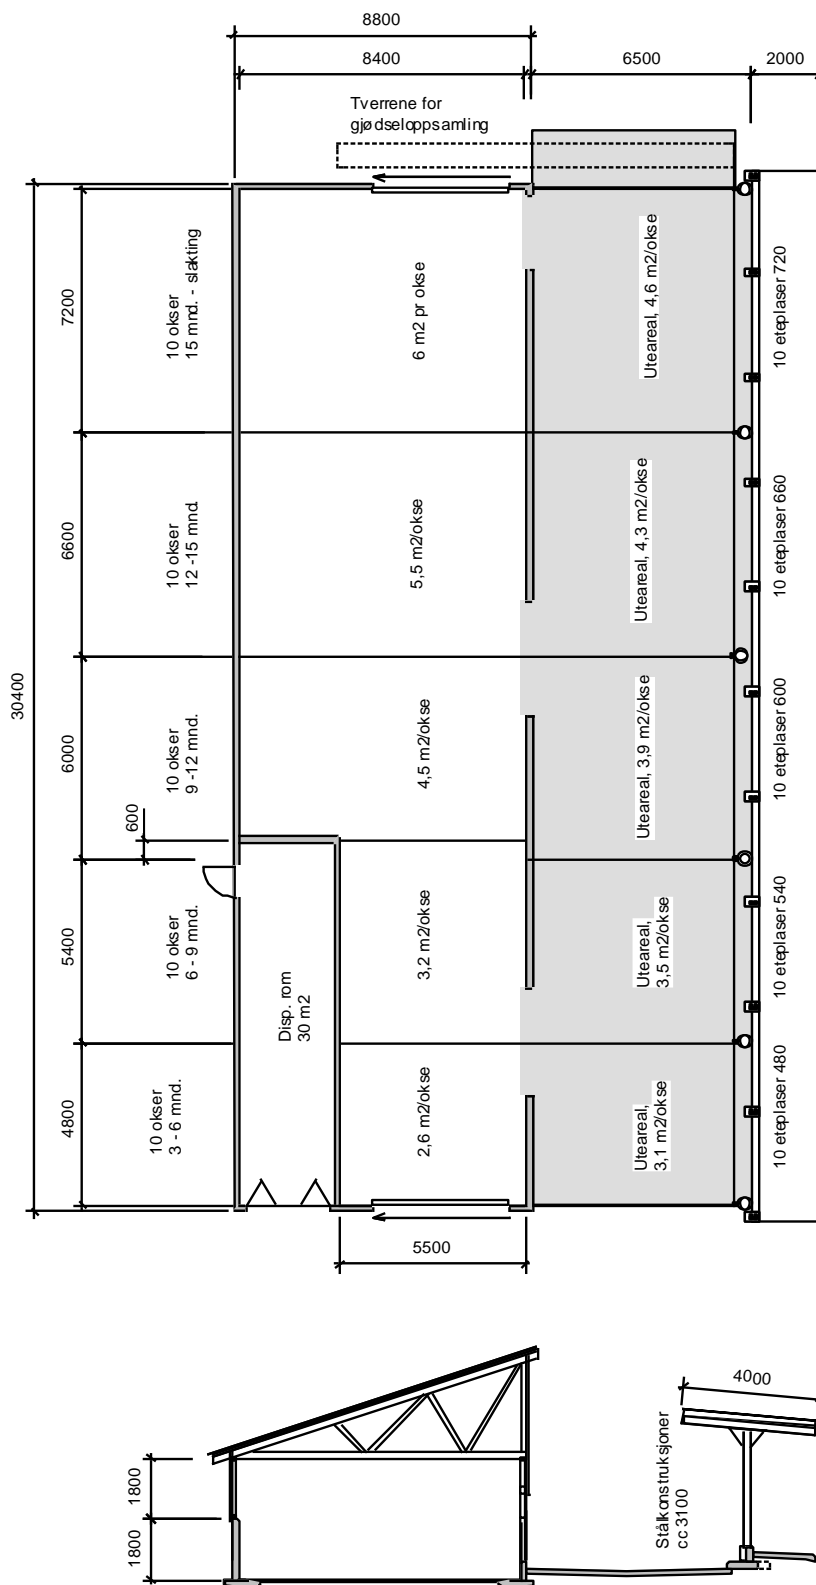 8800
8400
6500
2000
Tverrene for
gjødseloppsamling
30400
7200
10 okser
15 mnd. - slakting
6 m2 pr okse
Uteareal, 4,6 m2/okse
10 eteplaser 720
6600
10 okser
12 -15 mnd.
5,5 m2/okse
Uteareal, 4,3 m2/okse
10 eteplaser 660
6000
10 okser
9 -12 mnd.
4,5 m2/okse
Uteareal, 3,9 m2/okse
10 eteplaser 600
600
5400
10 okser
6 - 9 mnd.
Disp. rom
30 m2
3,2 m2/okse
Uteareal,
3,5 m2/okse
10 eteplaser 540
4800
10 okser
3 - 6 mnd.
2,6 m2/okse
Uteareal,
3,1 m2/okse
10 eteplaser 480
5500
4000
1800
1800
Stålkonstruksjoner
cc3100